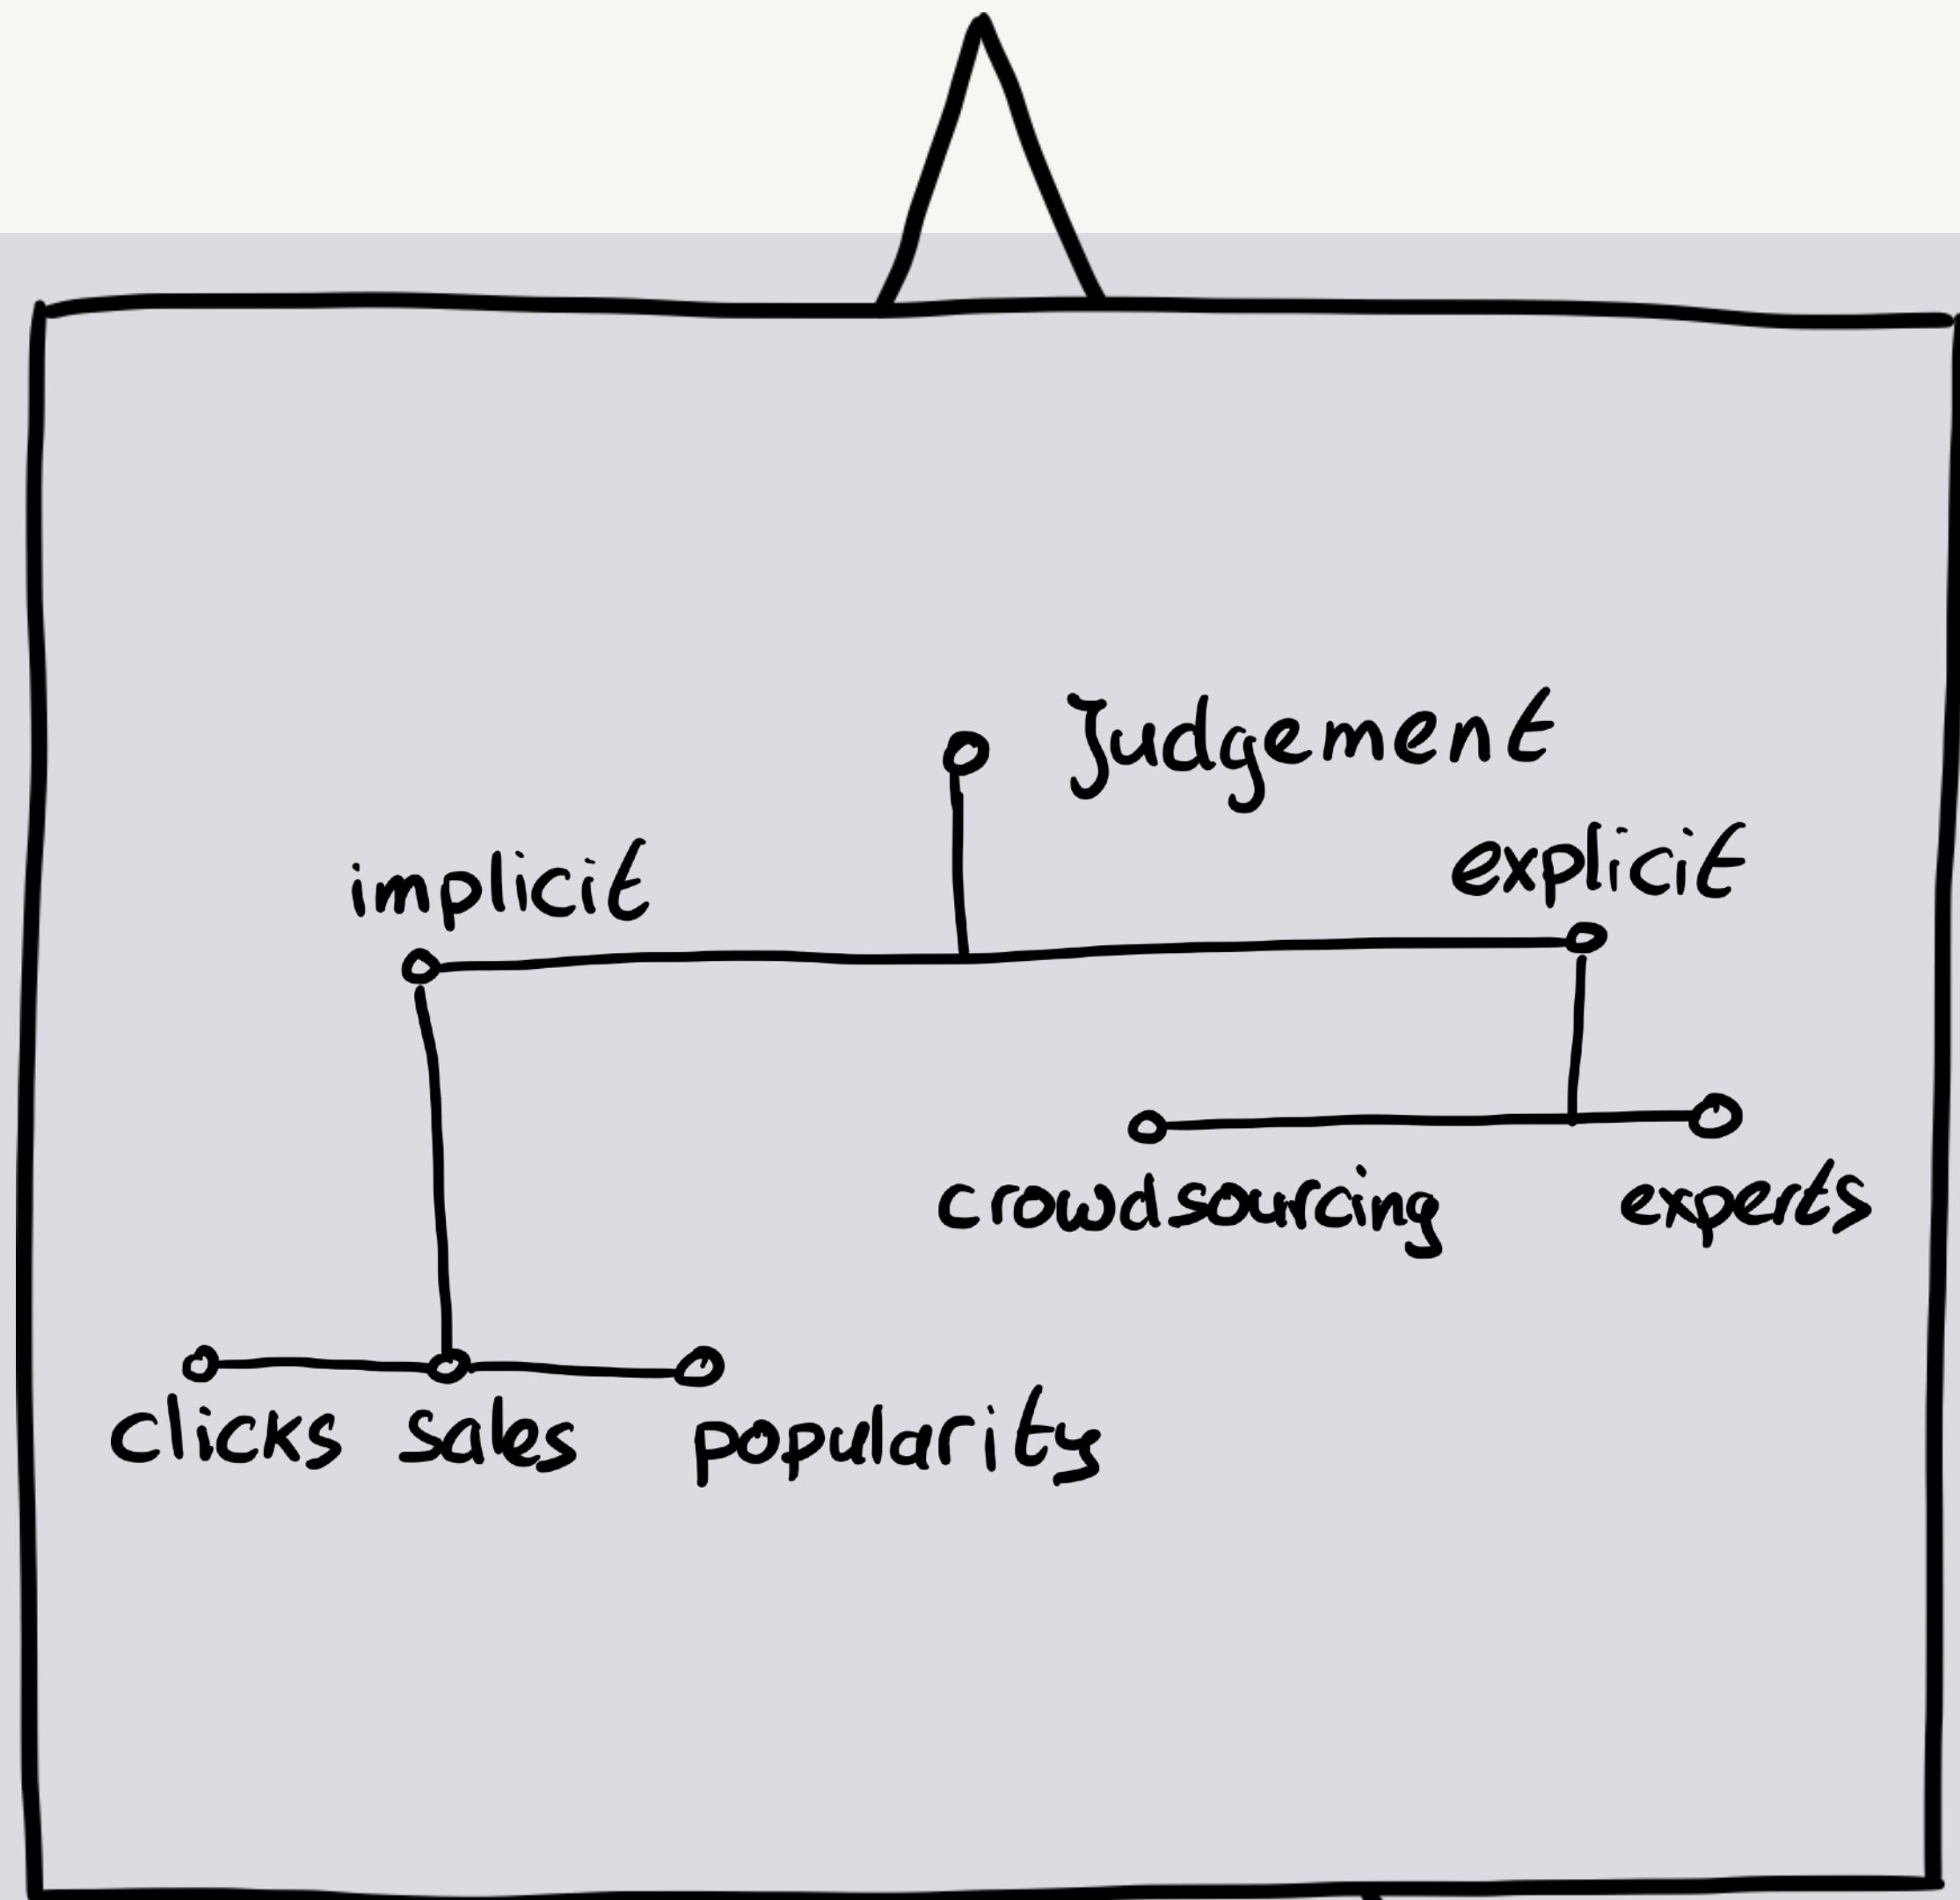 Judgement
implicit
explicit
crowdsourcing experts
clicks sales popularity